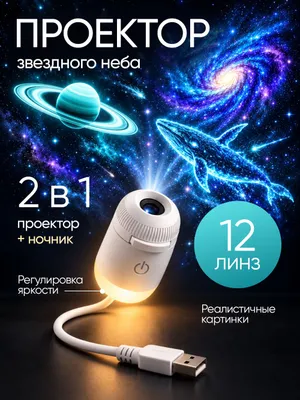 ПРОЕКТОР
звездного неба
2 в 1
проектор
+ ночник
12
ЛИНЗ
Регулировка
яркости
Реалистичные
картинки